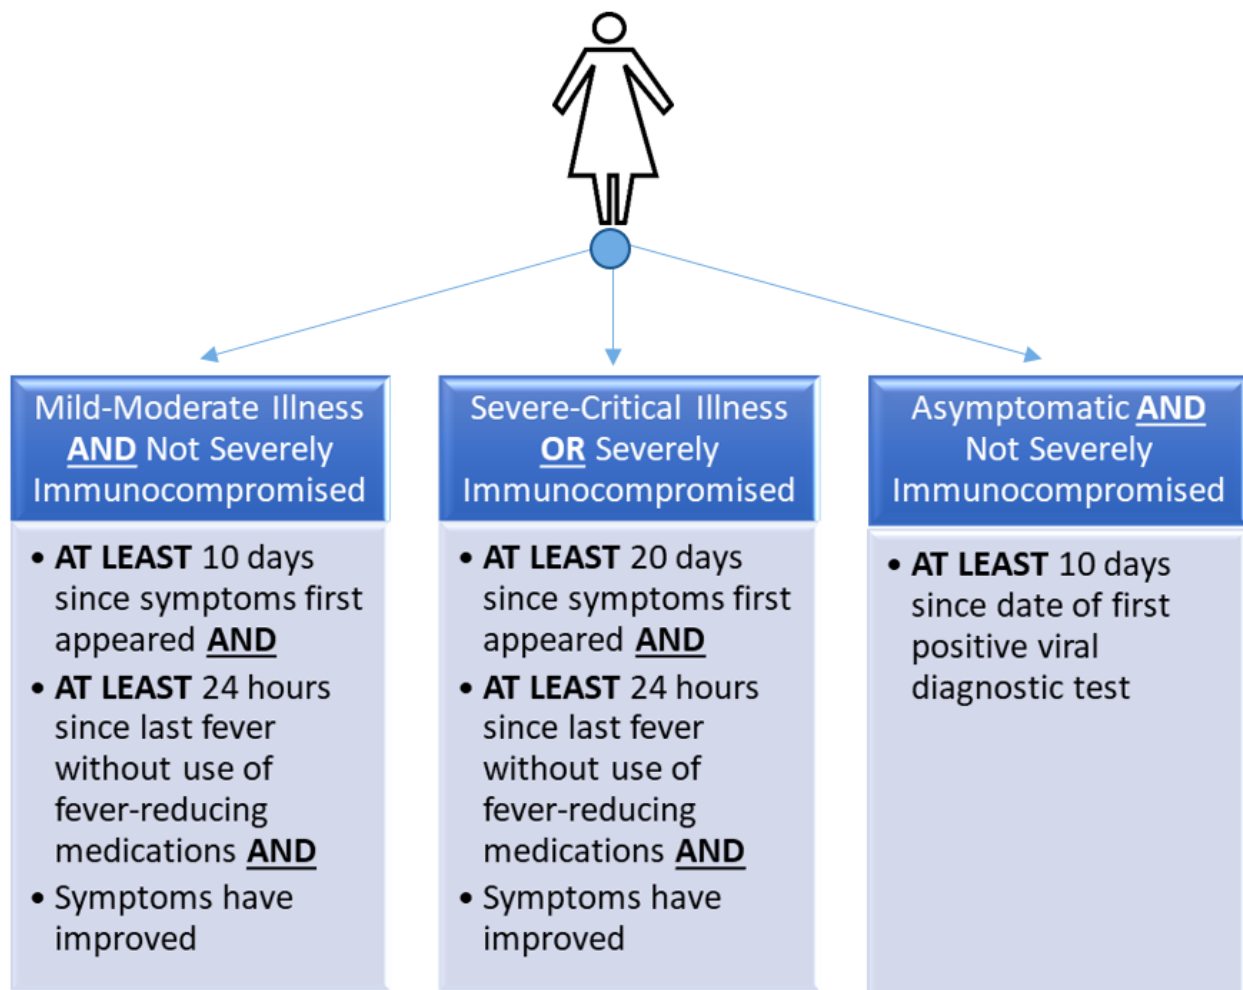 Mild-Moderate Illness
AND Not Severely
Immunocompromised
• AT LEAST 10 days
since symptoms first
appeared AND
• AT LEAST 24 hours
since last fever
without use of
fever-reducing
medications AND
• Symptoms have
improved
Severe-Critical Illness
OR Severely
Immunocompromised
• AT LEAST 20 days
since symptoms first
appeared AND
• AT LEAST 24 hours
since last fever
without use of
fever-reducing
medications AND
• Symptoms have
improved
Asymptomatic AND
Not Severely
Immunocompromised
• AT LEAST 10 days
since date of first
positive viral
diagnostic test